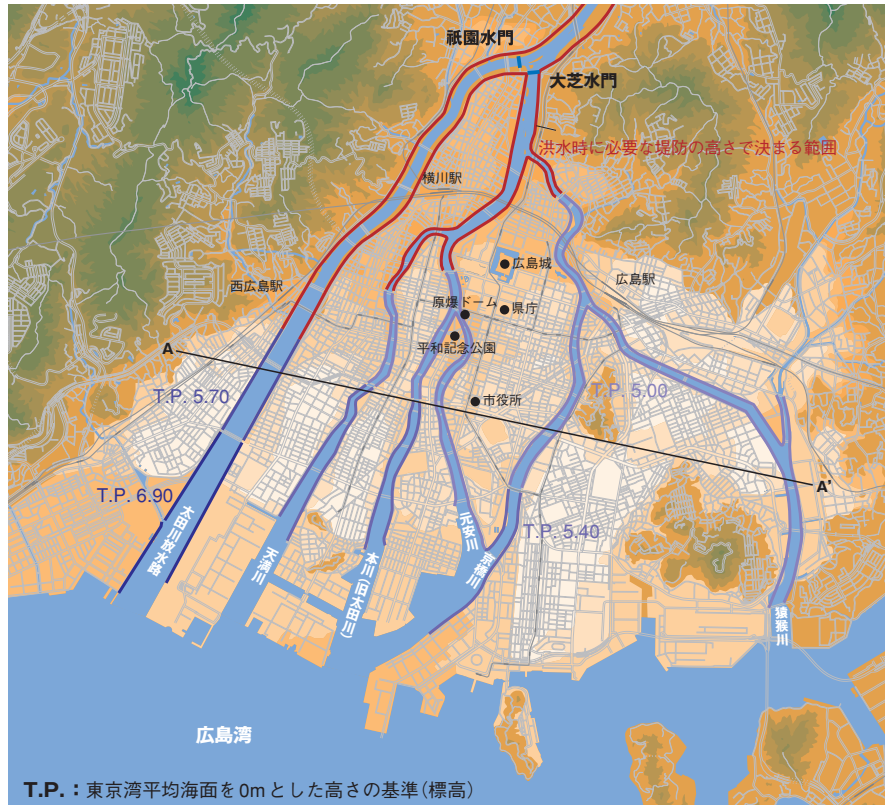 祇園水門
大芝水門
洪水時に必要な堤防の高さで決まる範囲
横川駅
広島城
西広島駅
広島駅
原爆ドーム
県庁
平和記念公園
A
T.P. 5.70
市役所
T.P. 5.00
A'
T.P. 6.90
太田川放水路
天満川
本川(旧太田川)
元安川
京橋川
T.P. 5.40
猿猴川
広島湾
T.P.：東京湾平均海面を0mとした高さの基準(標高)